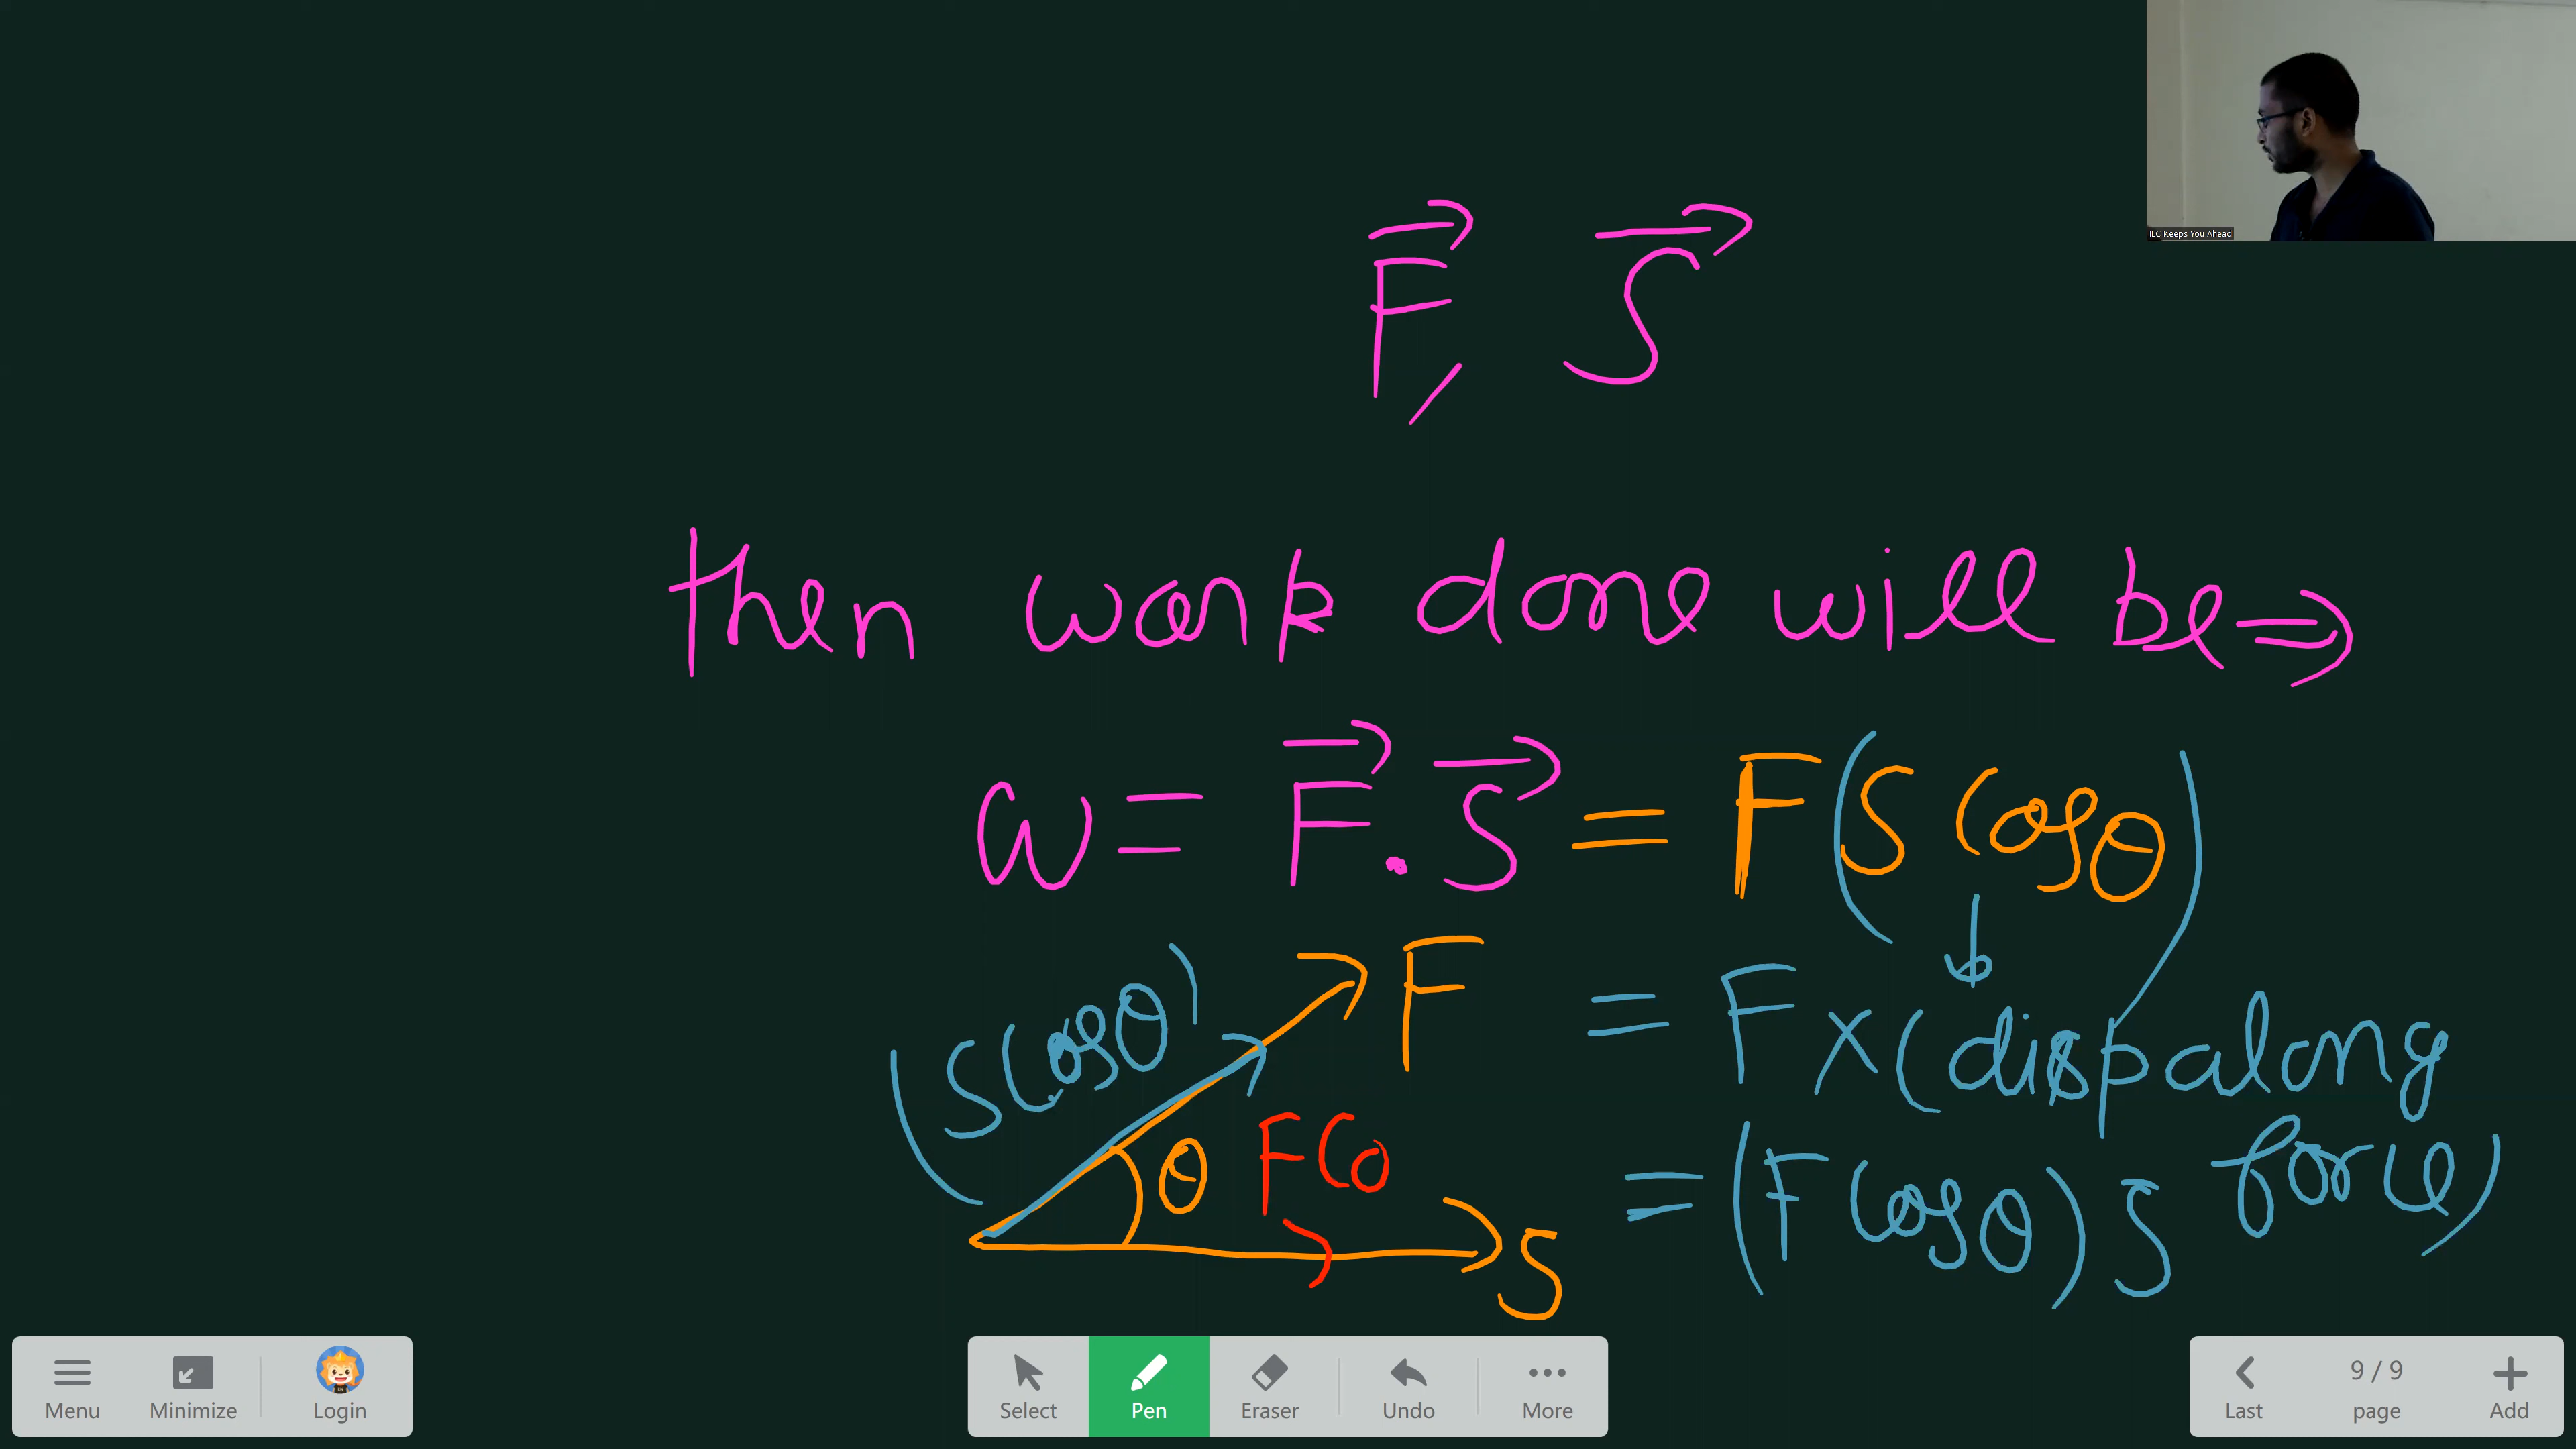 ILC Keeps You Ahead
F⃗, S⃗
then work done will be ⇒
W = F⃗ . S⃗ = F (S Cosθ)
↓
= F × (disp along force)
= (F Cosθ) S
(S Cosθ)
F
θ
F Co
S
Menu Minimize Login
Select Pen Eraser Undo More
Last 9 / 9 page Add